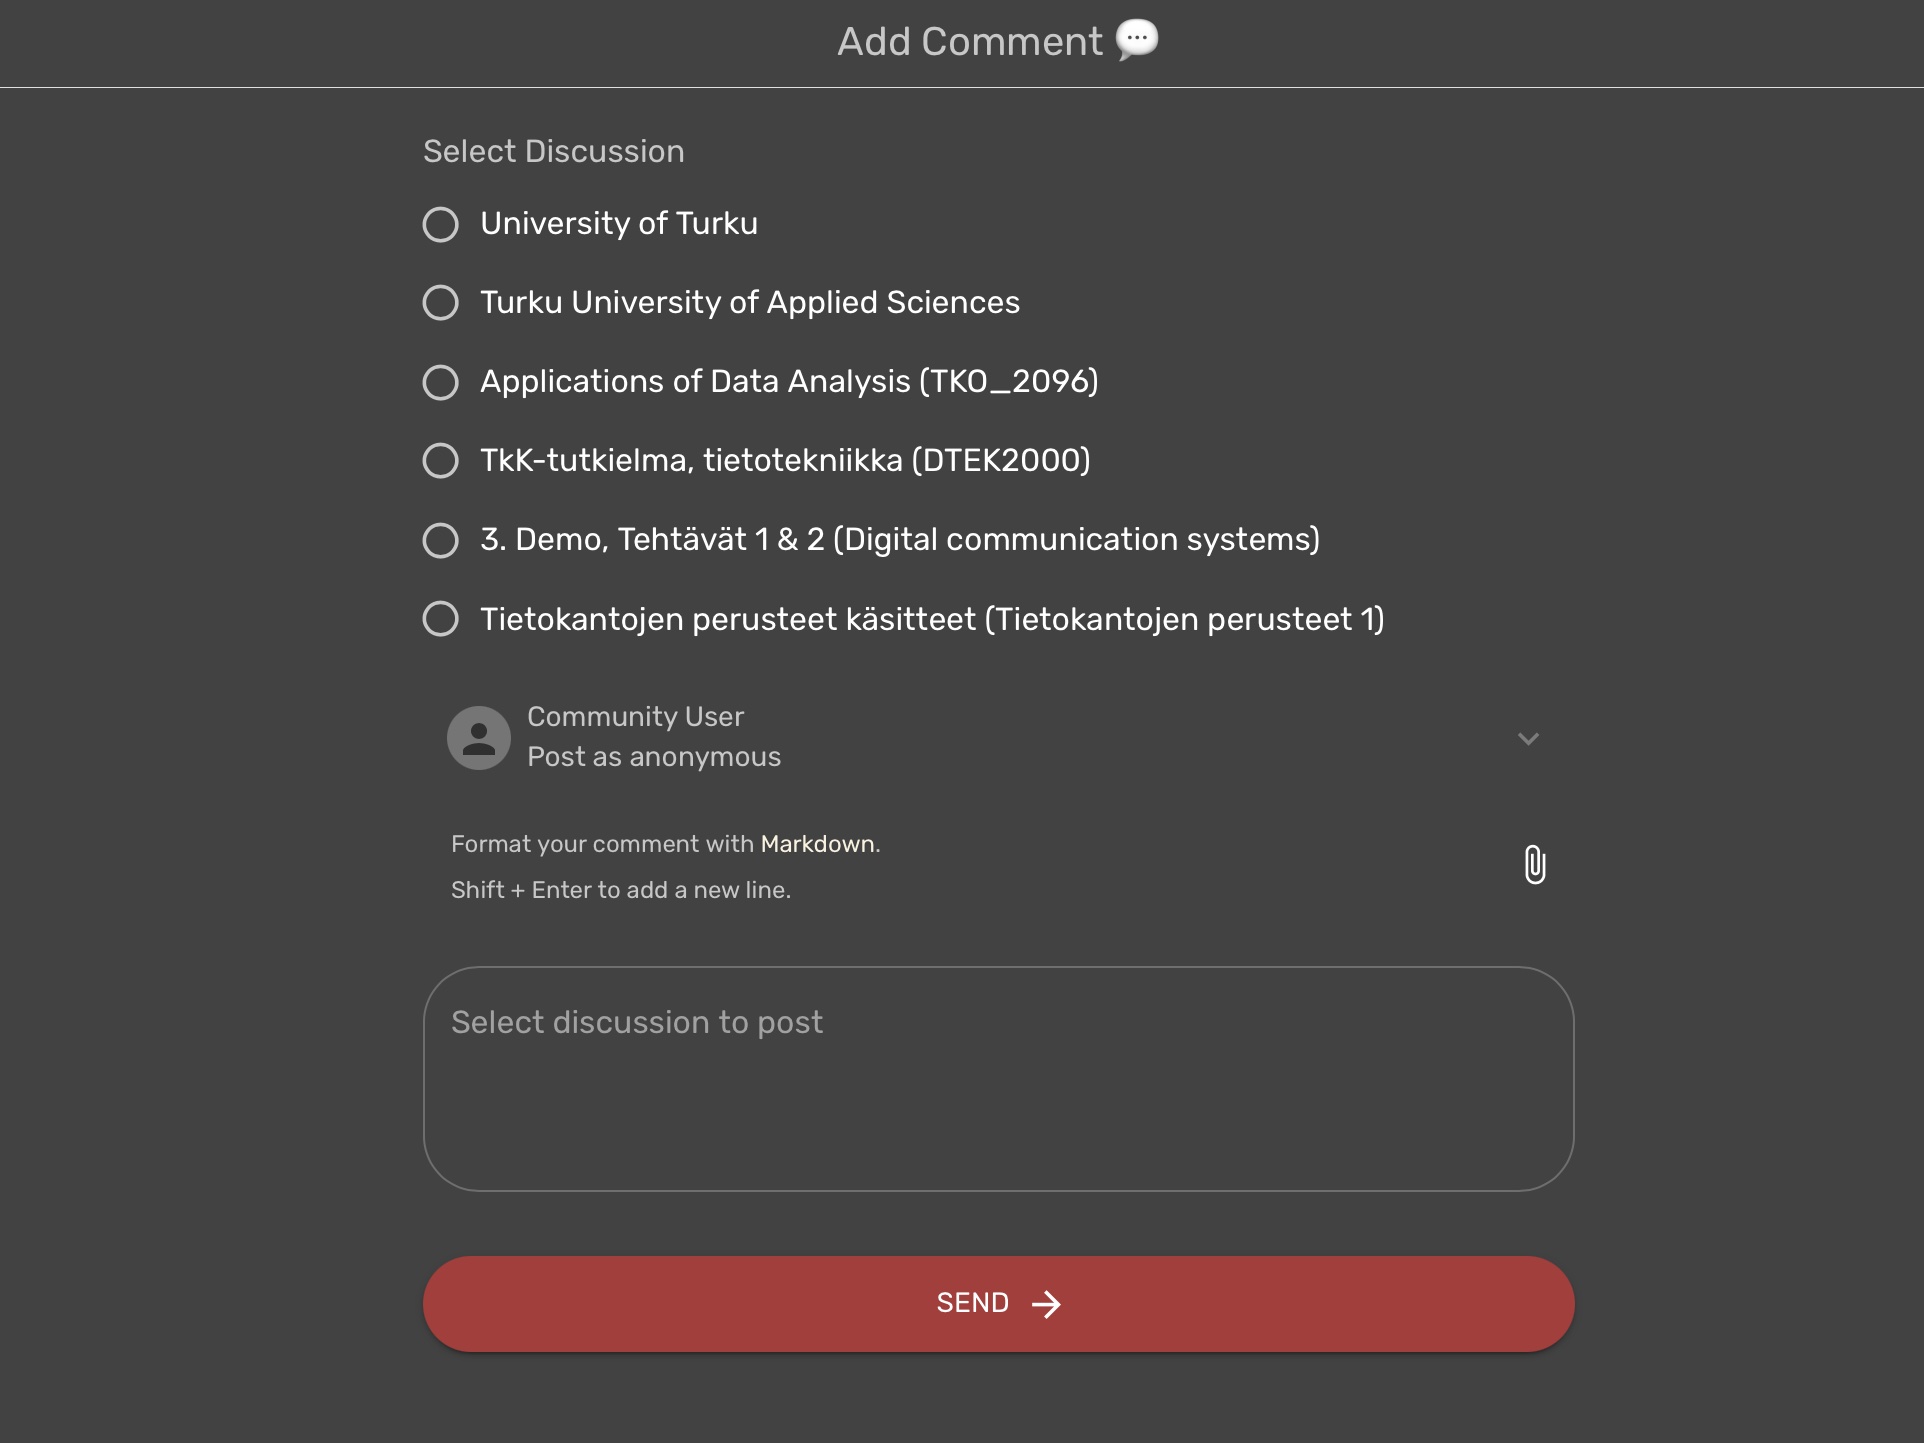 Add Comment 💬
Select Discussion
University of Turku
Turku University of Applied Sciences
Applications of Data Analysis (TKO_2096)
TkK-tutkielma, tietotekniikka (DTEK2000)
3. Demo, Tehtävät 1 & 2 (Digital communication systems)
Tietokantojen perusteet käsitteet (Tietokantojen perusteet 1)
Community User
Post as anonymous
Format your comment with Markdown.
Shift + Enter to add a new line.
Select discussion to post
SEND →